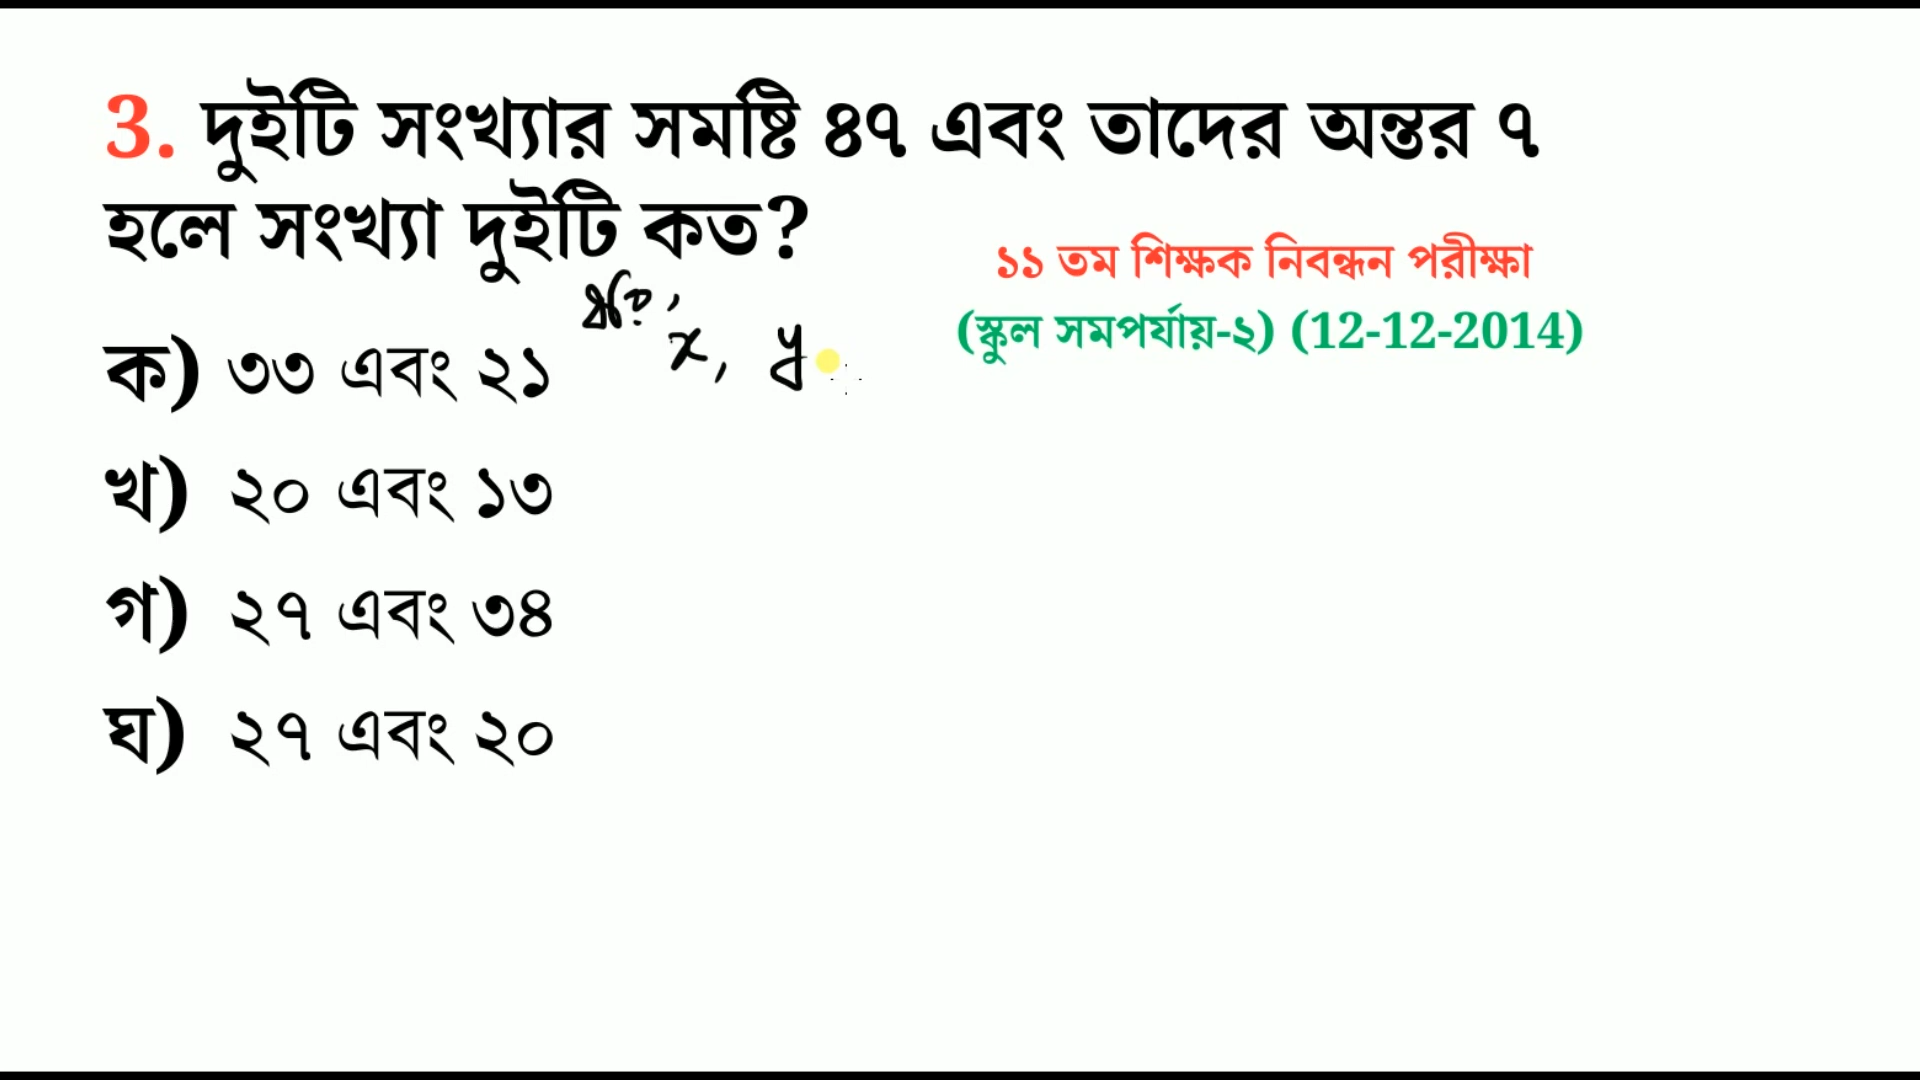 3. দুইটি সংখ্যার সমষ্টি ৪৭ এবং তাদের অন্তর ৭
হলে সংখ্যা দুইটি কত?
১১ তম শিক্ষক নিবন্ধন পরীক্ষা
(স্কুল সমপর্যায়-২) (12-12-2014)
ধরি,
x, y
ক) ৩৩ এবং ২১
খ) ২০ এবং ১৩
গ) ২৭ এবং ৩৪
ঘ) ২৭ এবং ২০